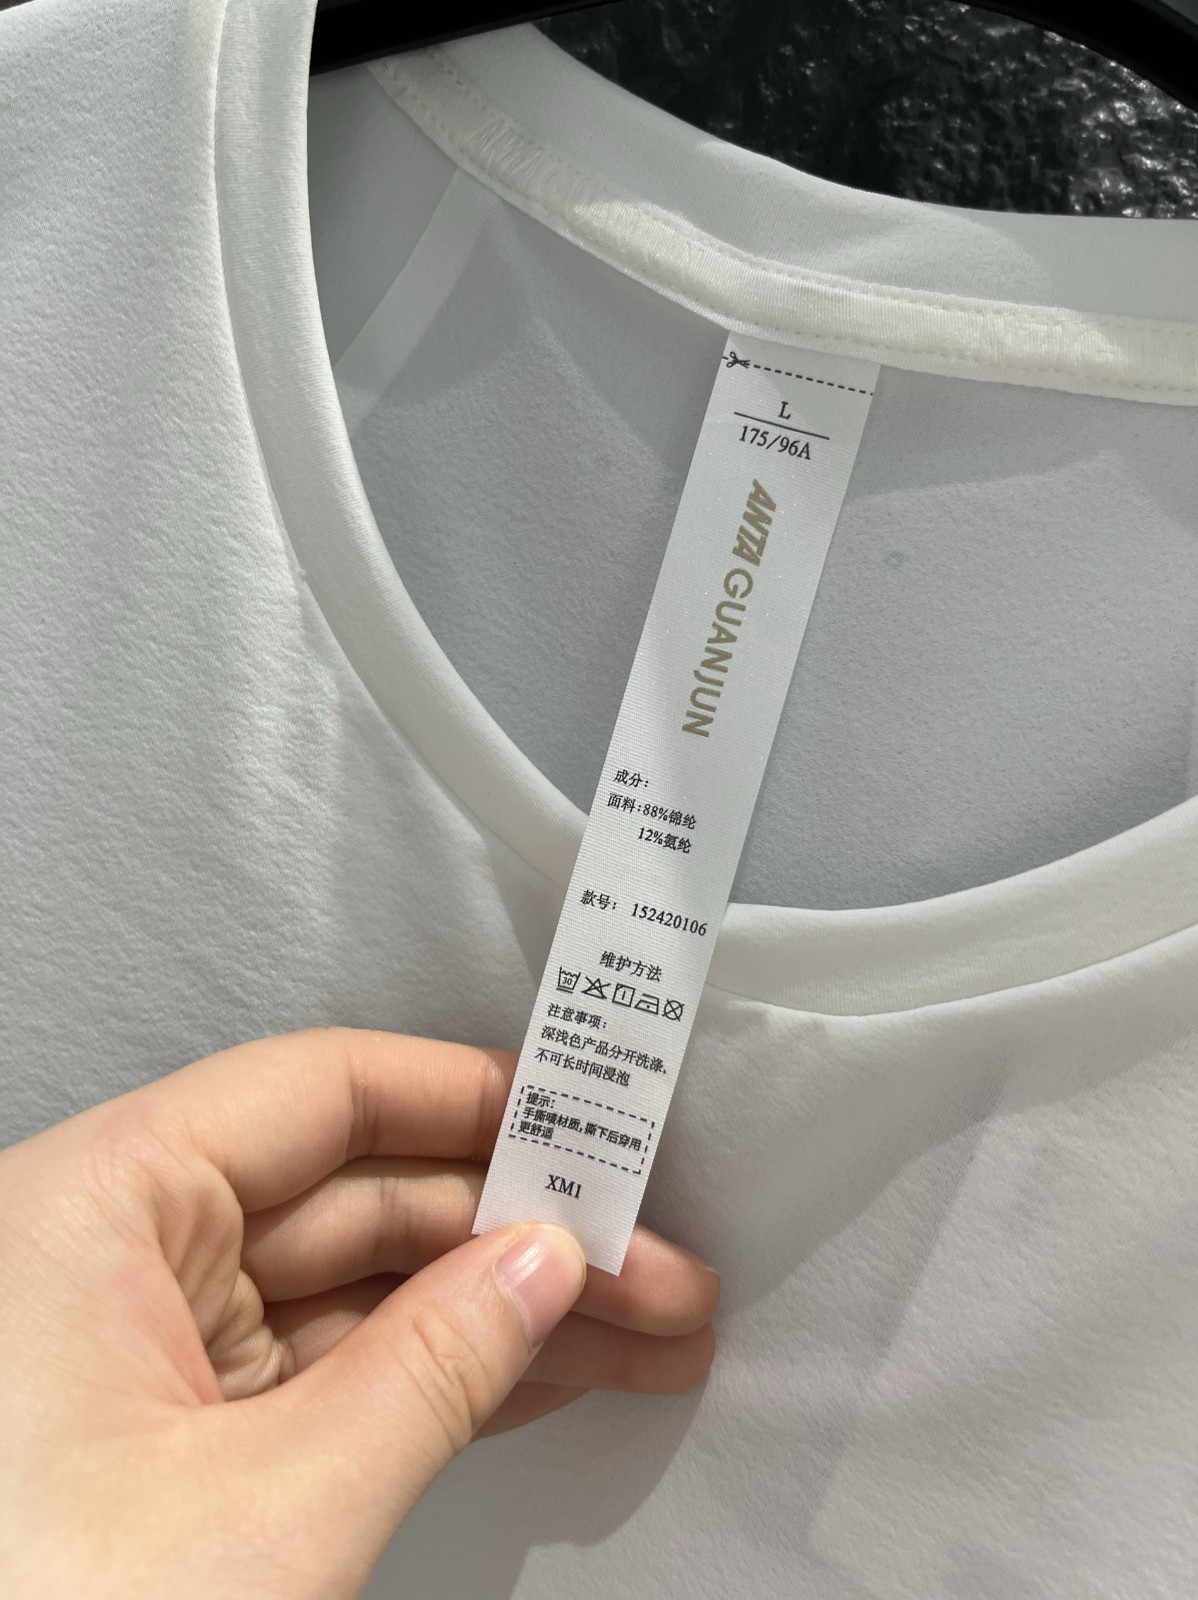 L
175/96A
ANTA GUANJUN
成分：
面料：88%锦纶
12%氨纶
款号： 152420106
维护方法
30
注意事项：
深浅色产品分开洗涤、
不可长时间浸泡
提示：
手撕唛材质，撕下后穿用
更舒适
XM1